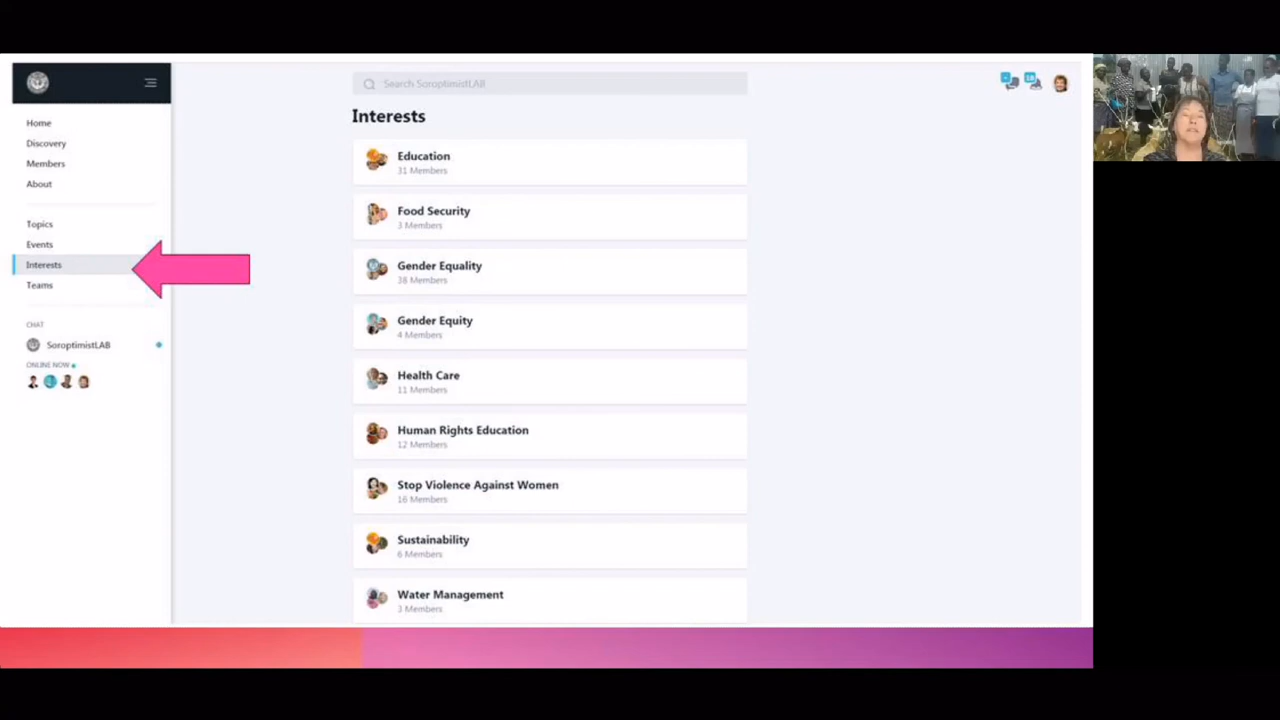 Search SoroptimistLAB
Interests
Home
Discovery
Members
About
Topics
Events
Interests
Teams
CHAT
SoroptimistLAB
ONLINE NOW
Education
31 Members
Food Security
3 Members
Gender Equality
38 Members
Gender Equity
4 Members
Health Care
11 Members
Human Rights Education
12 Members
Stop Violence Against Women
16 Members
Sustainability
6 Members
Water Management
3 Members